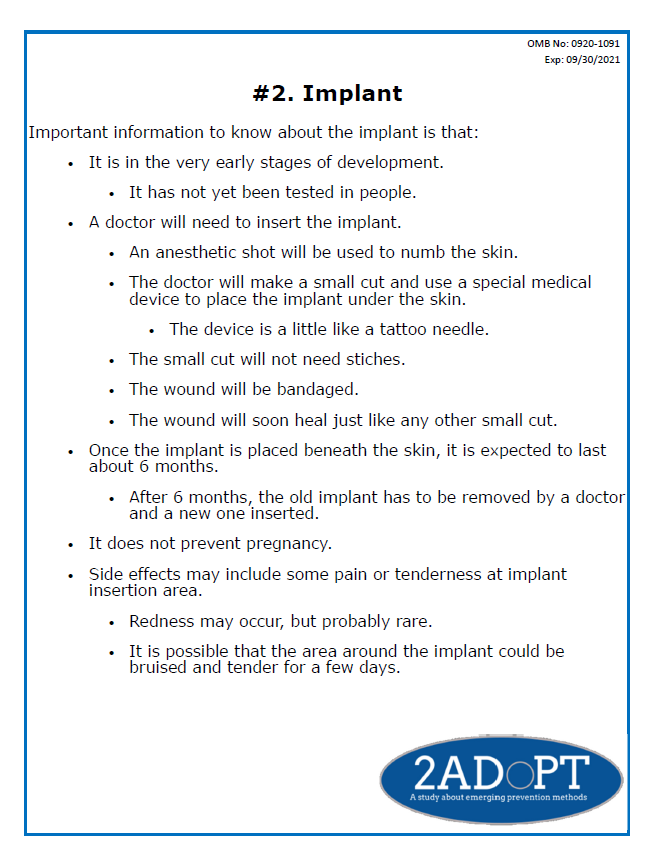 OMB No: 0920-1091
Exp: 09/30/2021
#2. Implant
Important information to know about the implant is that:
• It is in the very early stages of development.
• It has not yet been tested in people.
• A doctor will need to insert the implant.
• An anesthetic shot will be used to numb the skin.
• The doctor will make a small cut and use a special medical
device to place the implant under the skin.
• The device is a little like a tattoo needle.
• The small cut will not need stiches.
• The wound will be bandaged.
• The wound will soon heal just like any other small cut.
• Once the implant is placed beneath the skin, it is expected to last
about 6 months.
• After 6 months, the old implant has to be removed by a doctor
and a new one inserted.
• It does not prevent pregnancy.
• Side effects may include some pain or tenderness at implant
insertion area.
• Redness may occur, but probably rare.
• It is possible that the area around the implant could be
bruised and tender for a few days.
2ADOPT
A study about emerging prevention methods